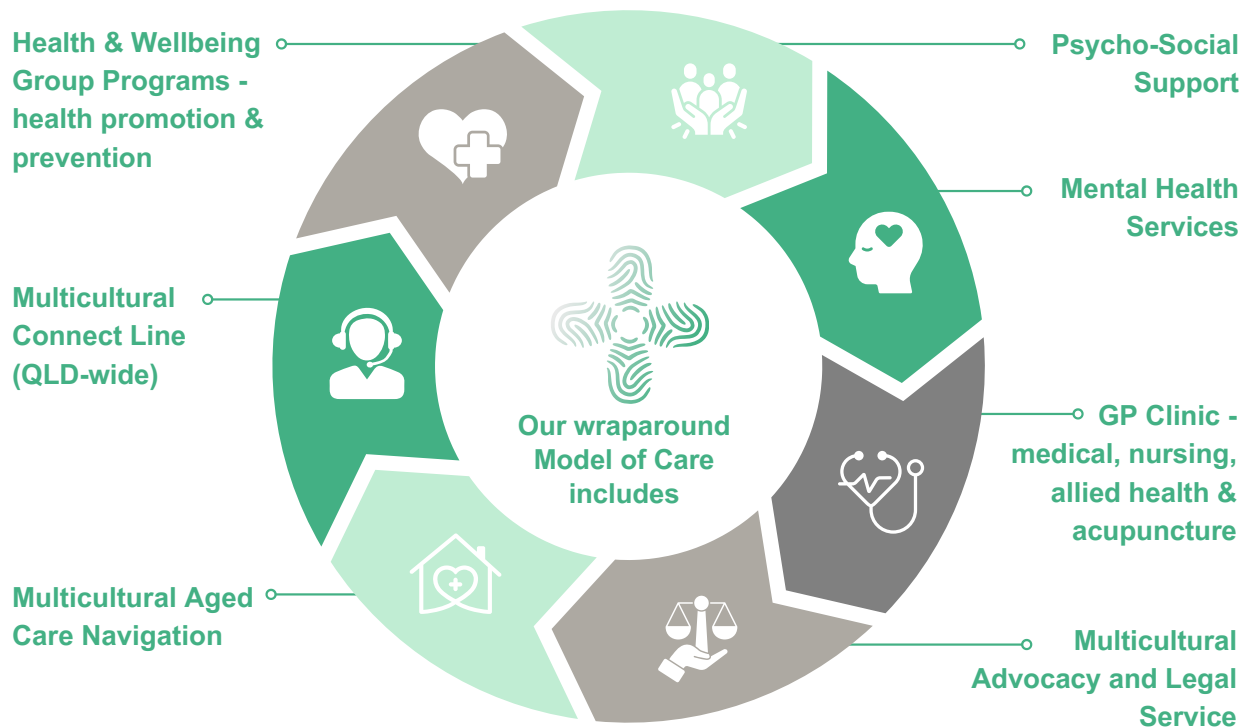 Health & Wellbeing
Group Programs -
health promotion &
prevention
Psycho-Social
Support
Mental Health
Services
Multicultural
Connect Line
(QLD-wide)
Our wraparound
Model of Care
includes
GP Clinic -
medical, nursing,
allied health &
acupuncture
Multicultural Aged
Care Navigation
Multicultural
Advocacy and Legal
Service